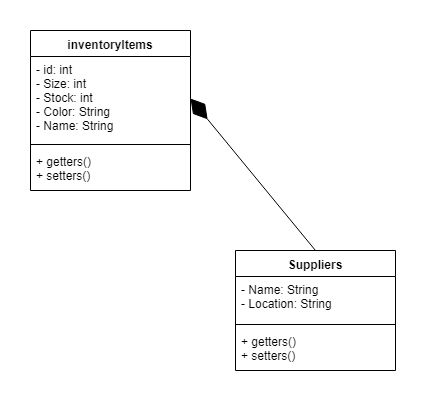 inventoryItems
- id: int
- Size: int
- Stock: int
- Color: String
- Name: String
+ getters()
+ setters()
Suppliers
- Name: String
- Location: String
+ getters()
+ setters()